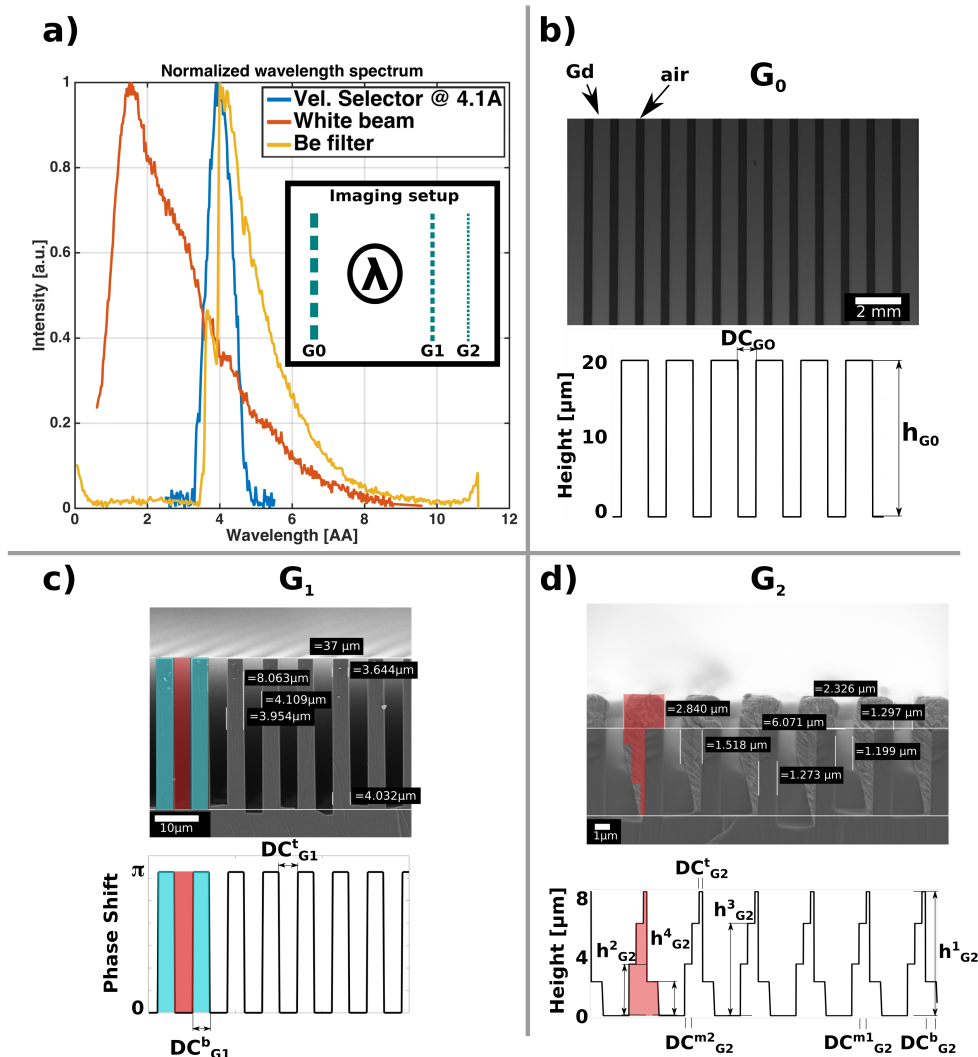 a)
Normalized wavelength spectrum
Vel. Selector @ 4.1A
White beam
Be filter
Imaging setup
λ
G0 G1 G2
1
0.8
0.6
0.4
0.2
0
Intensity [a.u.]
0 2 4 6 8 10 12
Wavelength [AA]
b)
G0
Gd
air
2 mm
DCGO
20
10
0
Height [μm]
hG0
c)
G1
=37 μm
=3.644μm
=8.063μm
=4.109μm
=3.954μm
=4.032μm
10μm
DCtG1
π
0
Phase Shift
DCbG1
d)
G2
=2.326 μm
=2.840 μm
=1.297 μm
=6.071 μm
=1.518 μm
=1.199 μm
=1.273 μm
1μm
DCtG2
8
4
0
Height [μm]
h2G2
h4G2
h3G2
h1G2
DCm2G2
DCm1G2
DCbG2